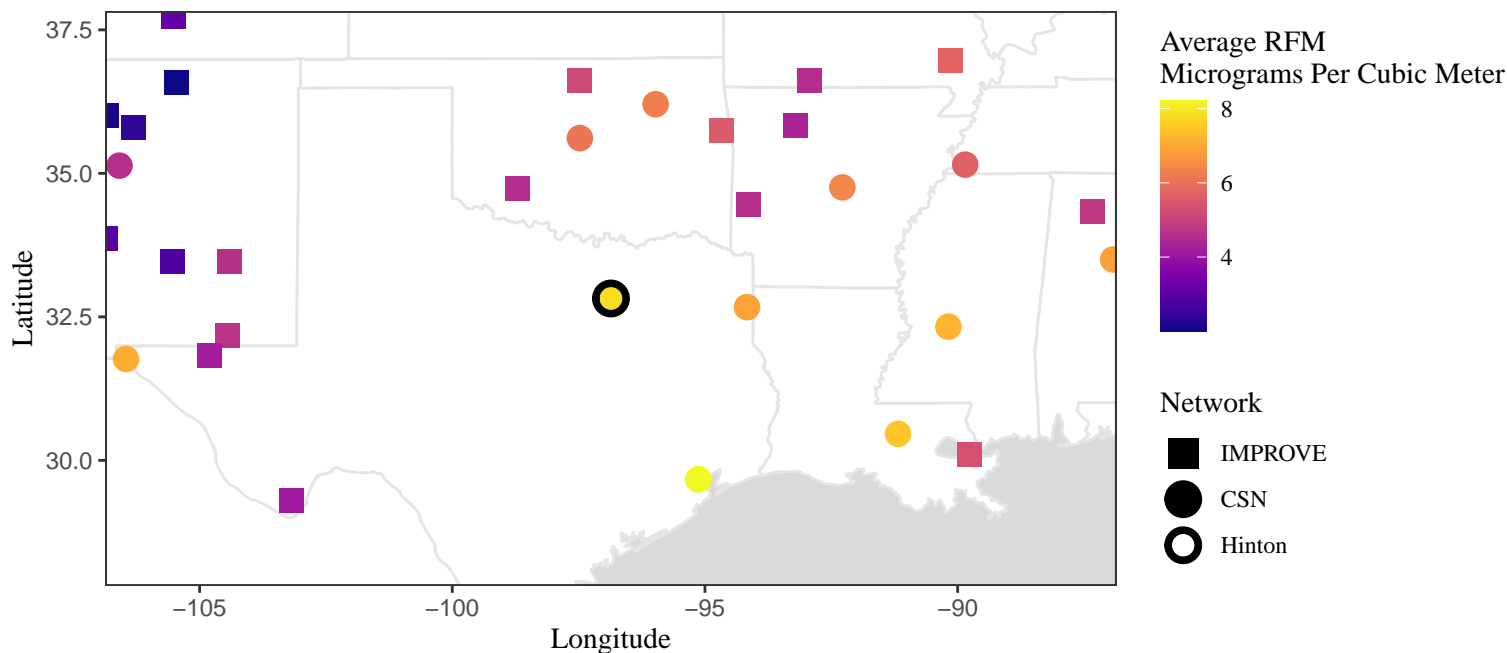 37.5
35.0
32.5
30.0
Latitude
−105
−100
−95
−90
Longitude
Average RFM
Micrograms Per Cubic Meter
8
6
4
Network
IMPROVE
CSN
Hinton